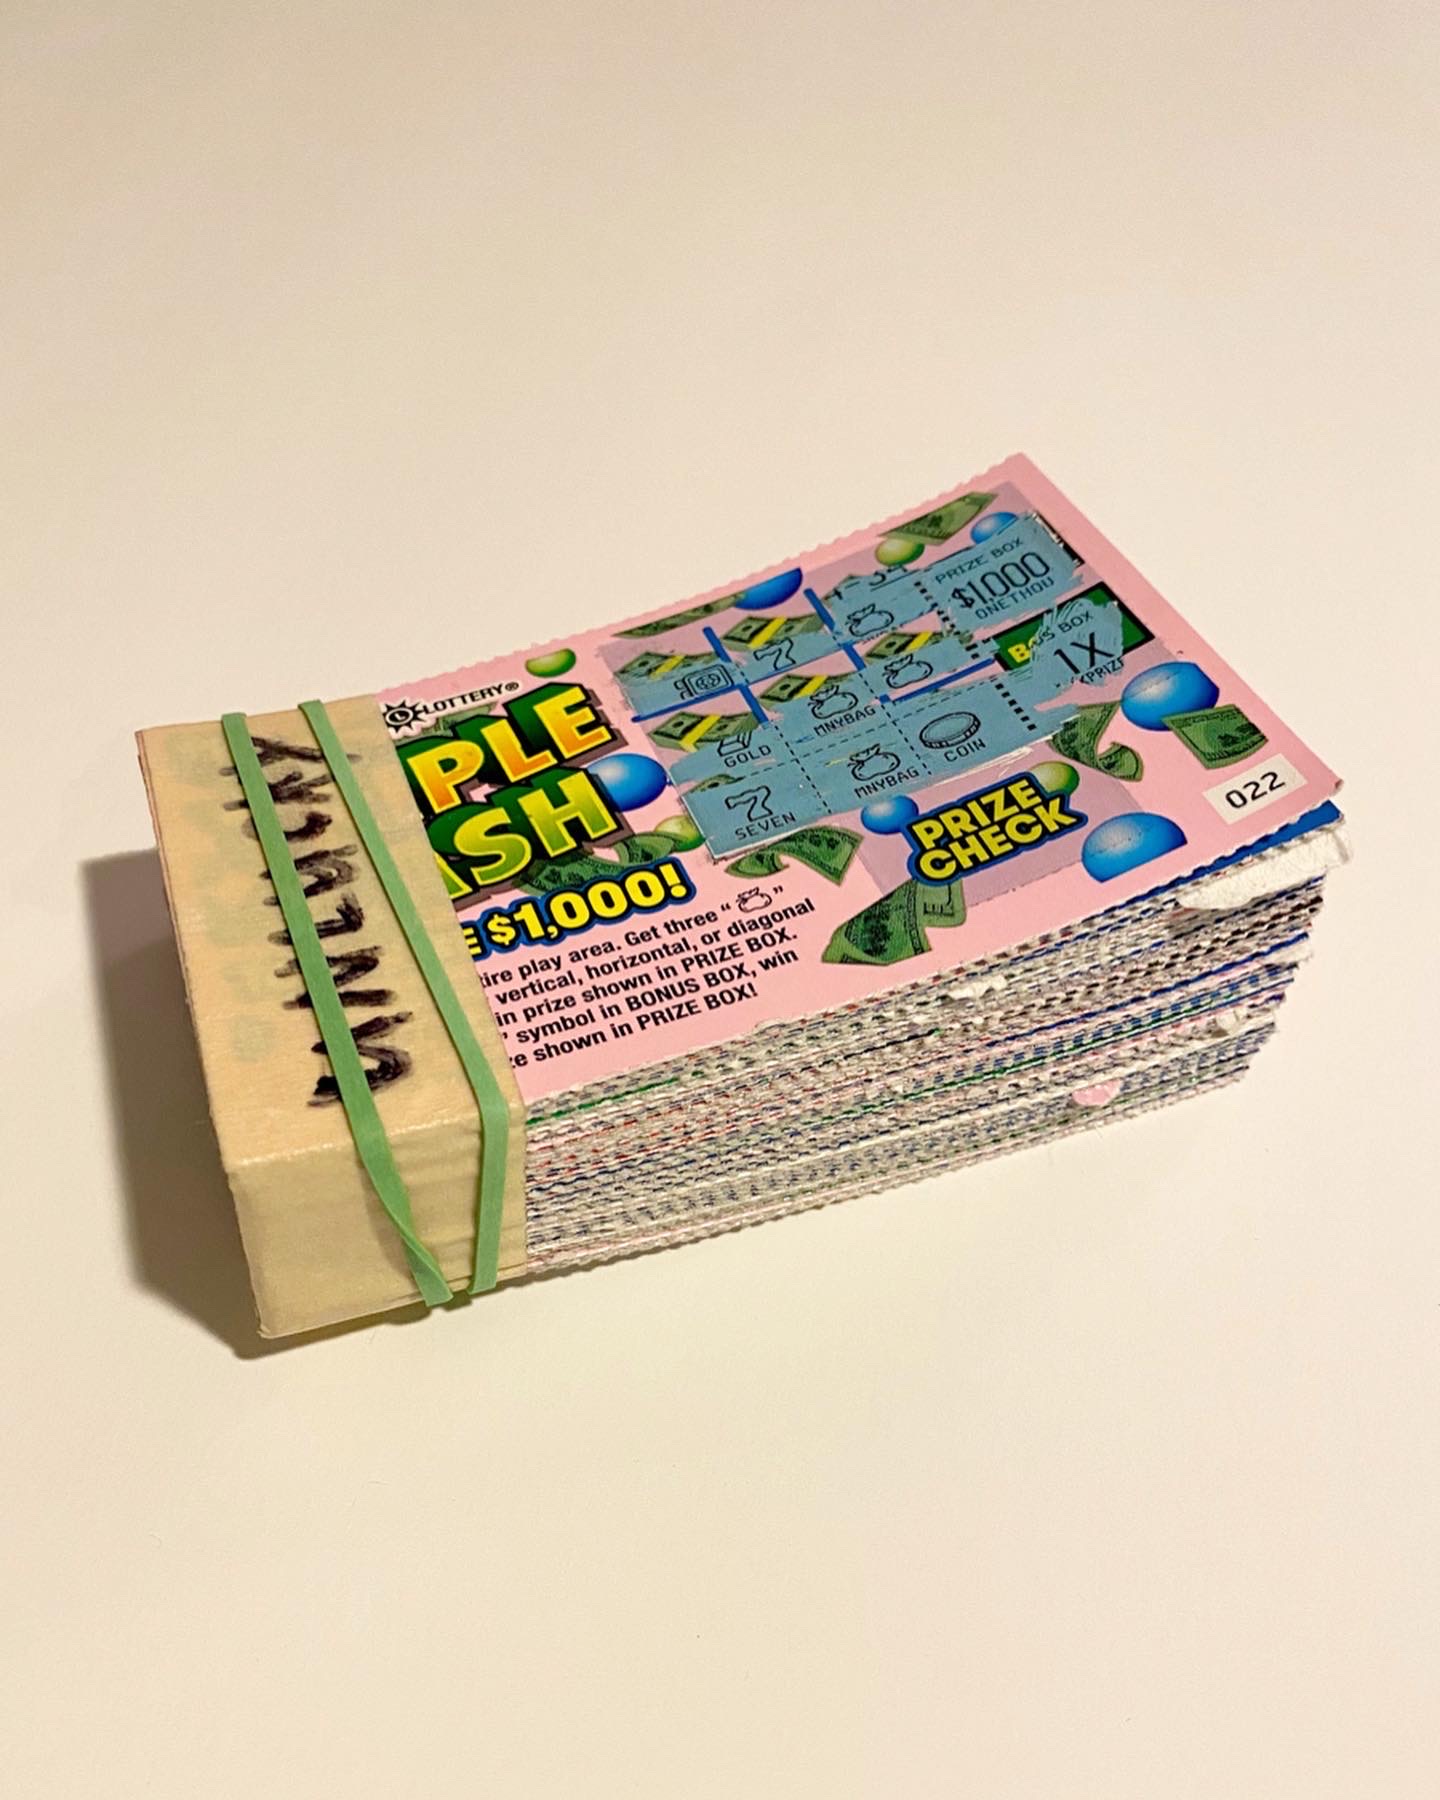 UNLUCKY
LOTTERY®
PLE
ASH
$1,000!
tire play area. Get three " "
vertical, horizontal, or diagonal
in prize shown in PRIZE BOX.
" symbol in BONUS BOX, win
ze shown in PRIZE BOX!
7
GOLD
MNYBAG
7
SEVEN
MNYBAG
COIN
PRIZE BOX
$1,000
ONETHOU
BOX
1X
PRIZE
CHECK
022